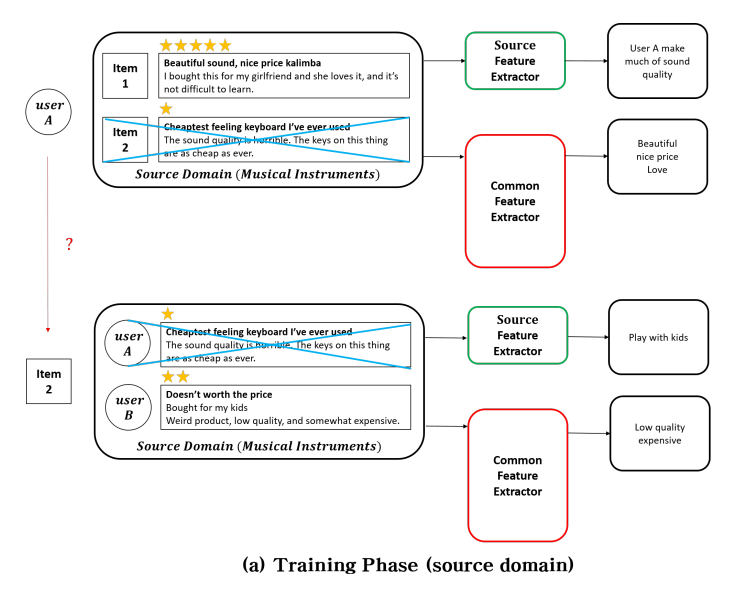 user
A
?
Item
2
Item
1
Beautiful sound, nice price kalimba
I bought this for my girlfriend and she loves it, and it's
not difficult to learn.
Item
2
Cheaptest feeling keyboard I've ever used
The sound quality is horrible. The keys on this thing
are as cheap as ever.
Source Domain (Musical Instruments)
Source
Feature
Extractor
User A make
much of sound
quality
Common
Feature
Extractor
Beautiful
nice price
Love
user
A
Cheaptest feeling keyboard I've ever used
The sound quality is horrible. The keys on this thing
are as cheap as ever.
user
B
Doesn't worth the price
Bought for my kids
Weird product, low quality, and somewhat expensive.
Source Domain (Musical Instruments)
Source
Feature
Extractor
Play with kids
Common
Feature
Extractor
Low quality
expensive
(a) Training Phase (source domain)